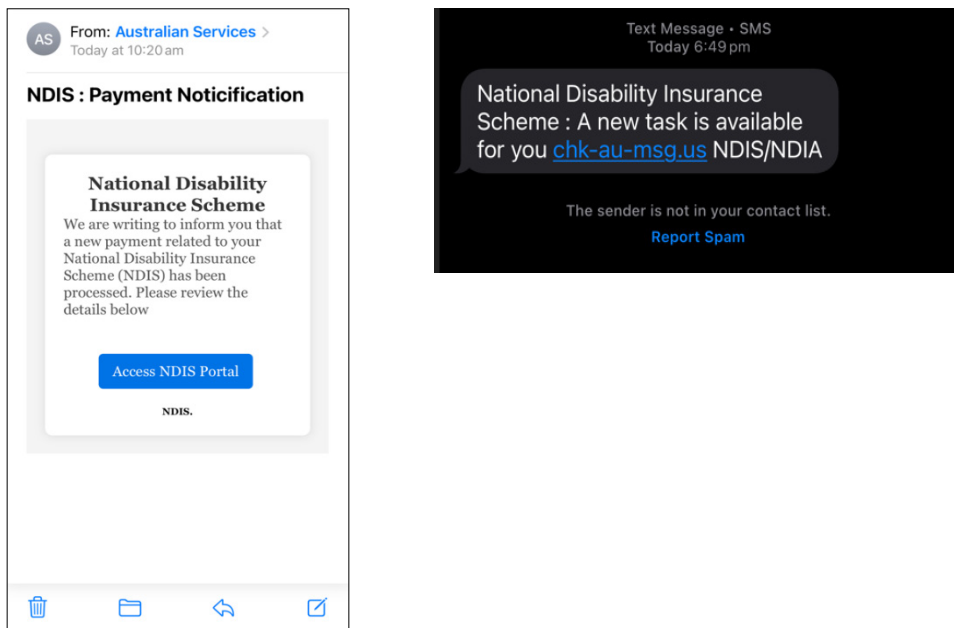 AS
From: Australian Services >
Today at 10:20 am
NDIS : Payment Noticification
National Disability
Insurance Scheme
We are writing to inform you that
a new payment related to your
National Disability Insurance
Scheme (NDIS) has been
processed. Please review the
details below
Access NDIS Portal
NDIS.
Text Message • SMS
Today 6:49 pm
National Disability Insurance
Scheme : A new task is available
for you chk-au-msg.us NDIS/NDIA
The sender is not in your contact list.
Report Spam